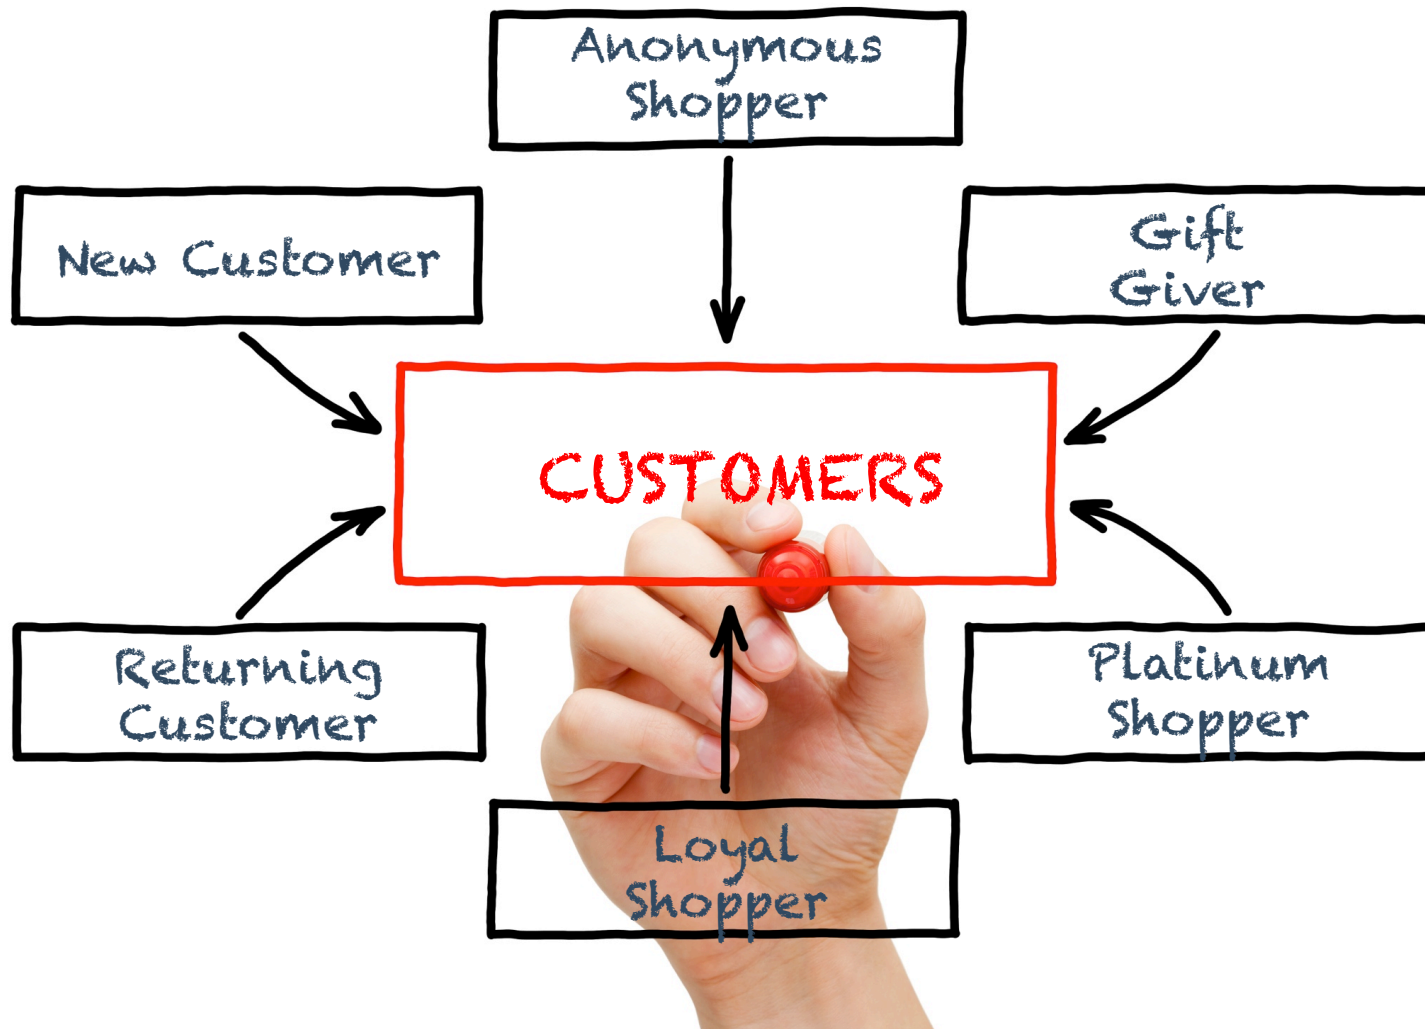 Anonymous
Shopper
New Customer
Gift
Giver
CUSTOMERS
Returning
Customer
Platinum
Shopper
Loyal
Shopper